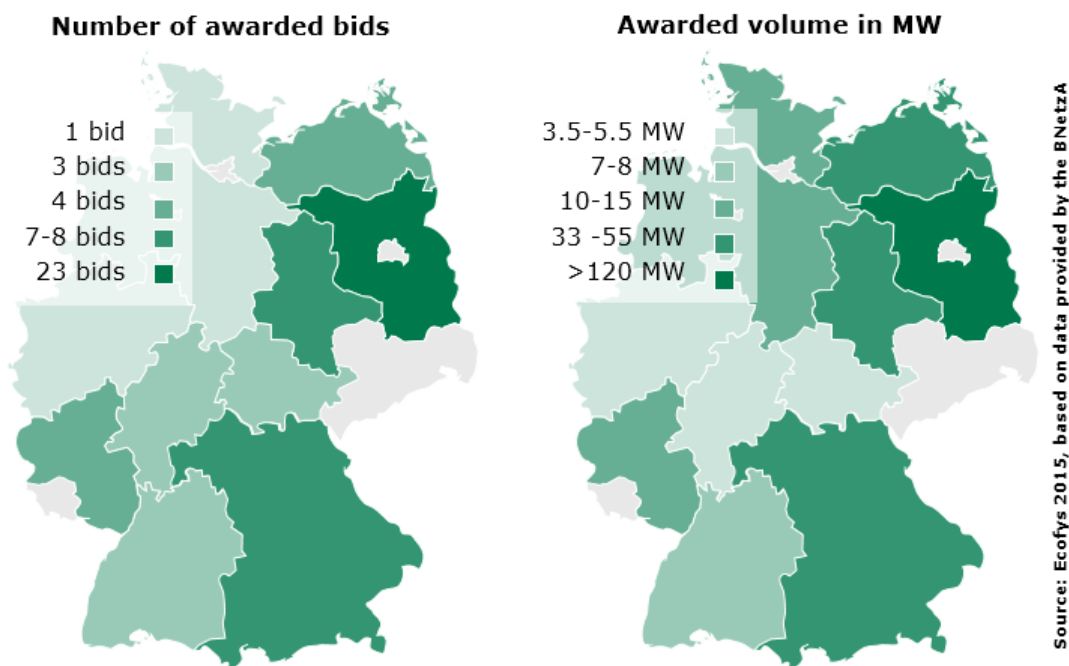 Number of awarded bids
1 bid
3 bids
4 bids
7-8 bids
23 bids
Awarded volume in MW
3.5-5.5 MW
7-8 MW
10-15 MW
33 -55 MW
>120 MW
Source: Ecofys 2015, based on data provided by the BNetzA